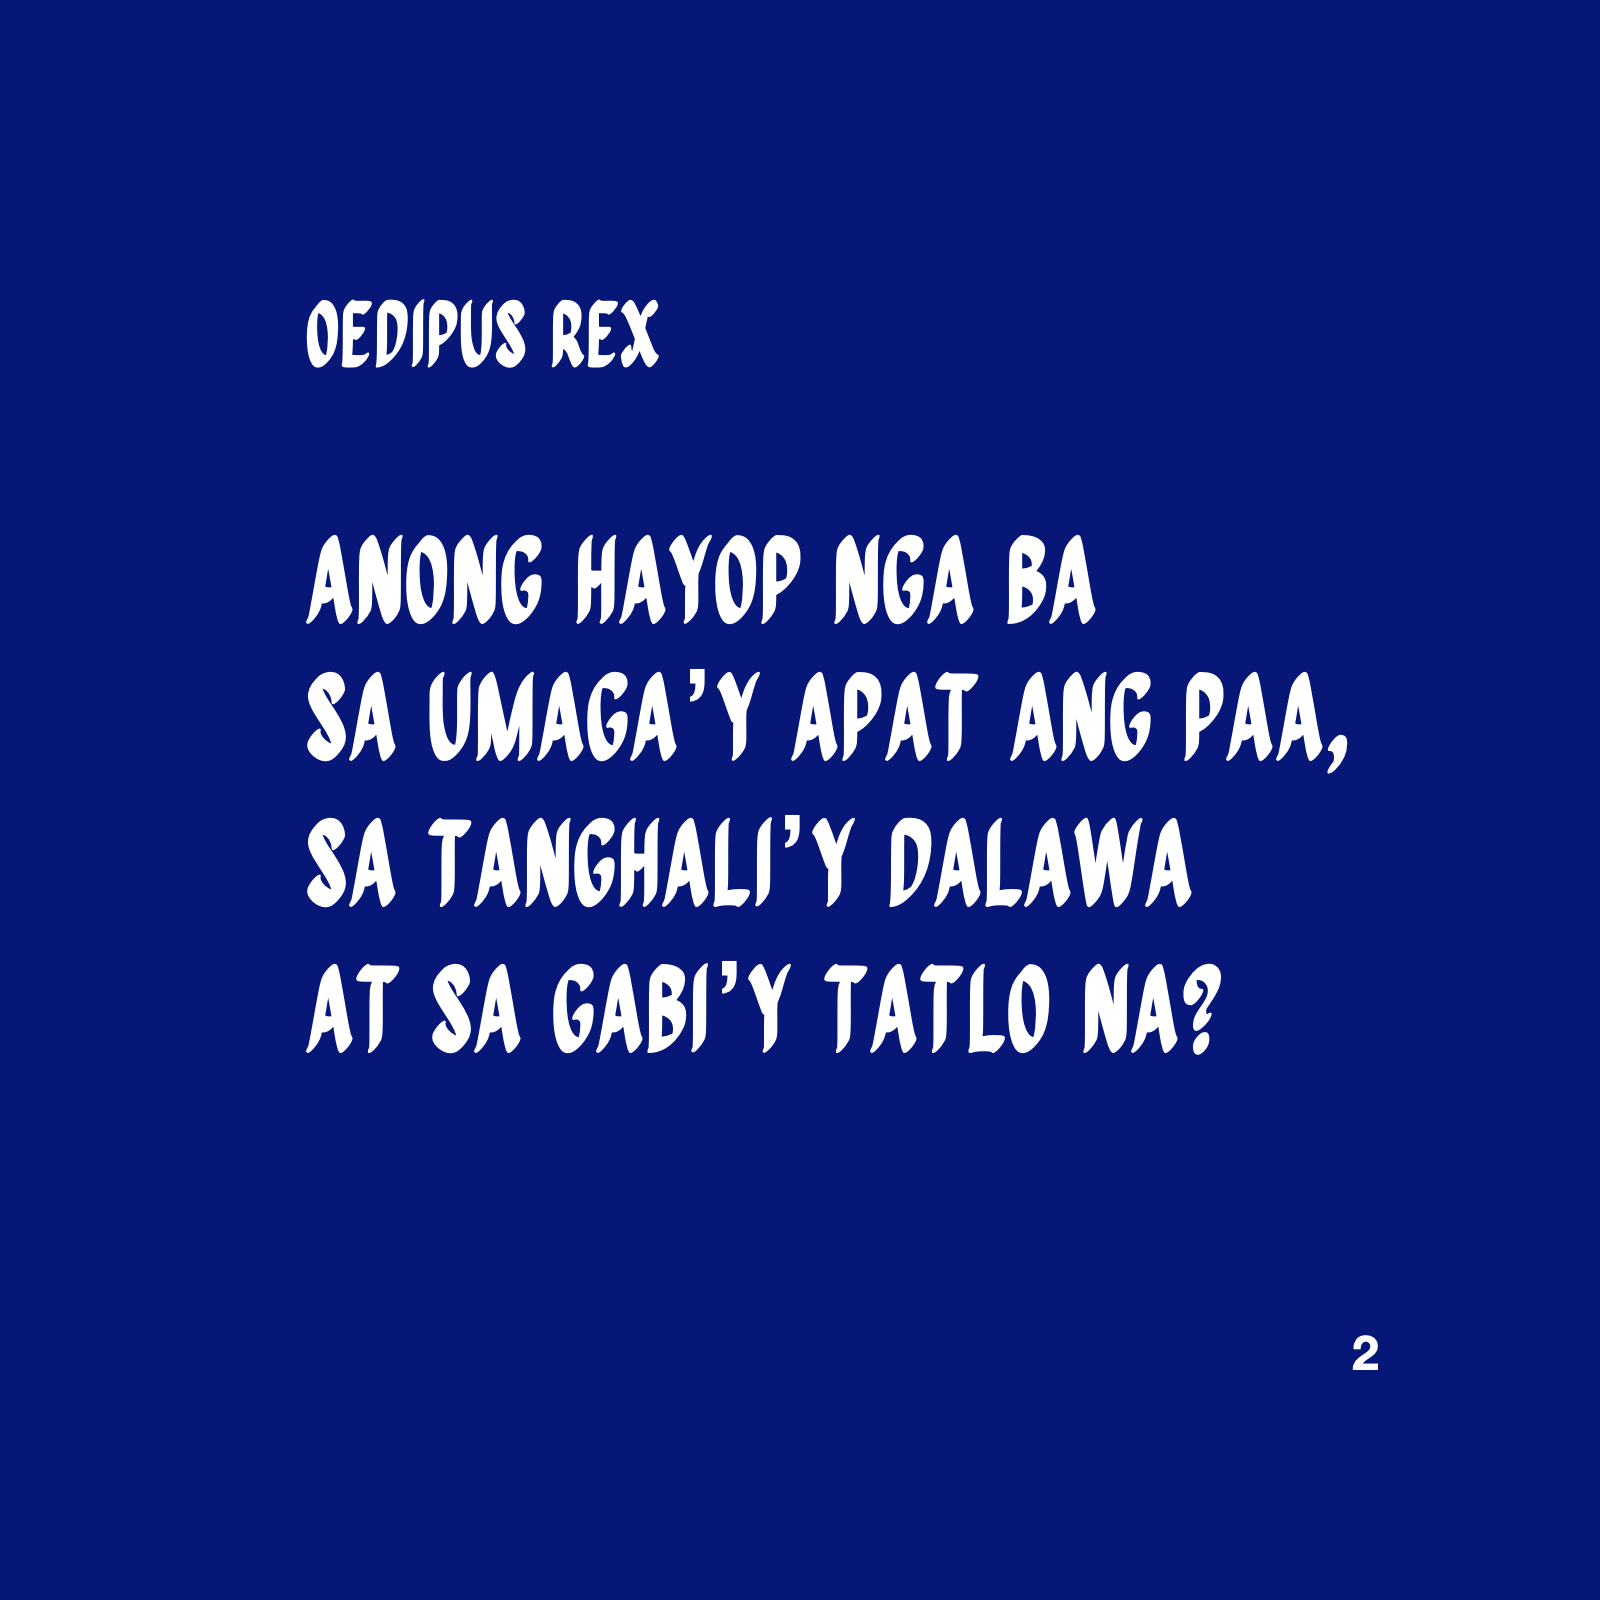 OEDIPUS REX
ANONG HAYOP NGA BA
SA UMAGA’Y APAT ANG PAA,
SA TANGHALI’Y DALAWA
AT SA GABI’Y TATLO NA?
2